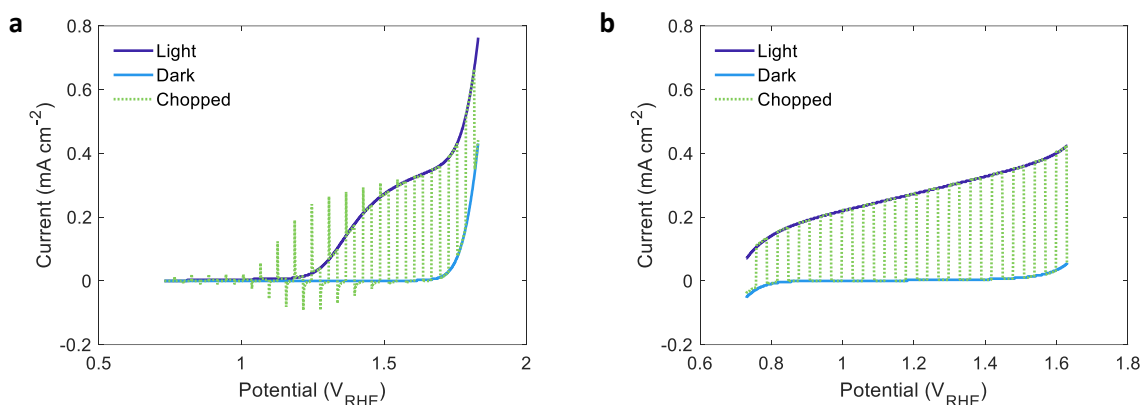 a
0.8
0.6
0.4
0.2
0
-0.2
Current (mA cm-2)
Light
Dark
Chopped
0.5
1
1.5
2
Potential (VRHE)
b
0.8
0.6
0.4
0.2
0
-0.2
Current (mA cm-2)
Light
Dark
Chopped
0.6
0.8
1
1.2
1.4
1.6
1.8
Potential (VRHE)